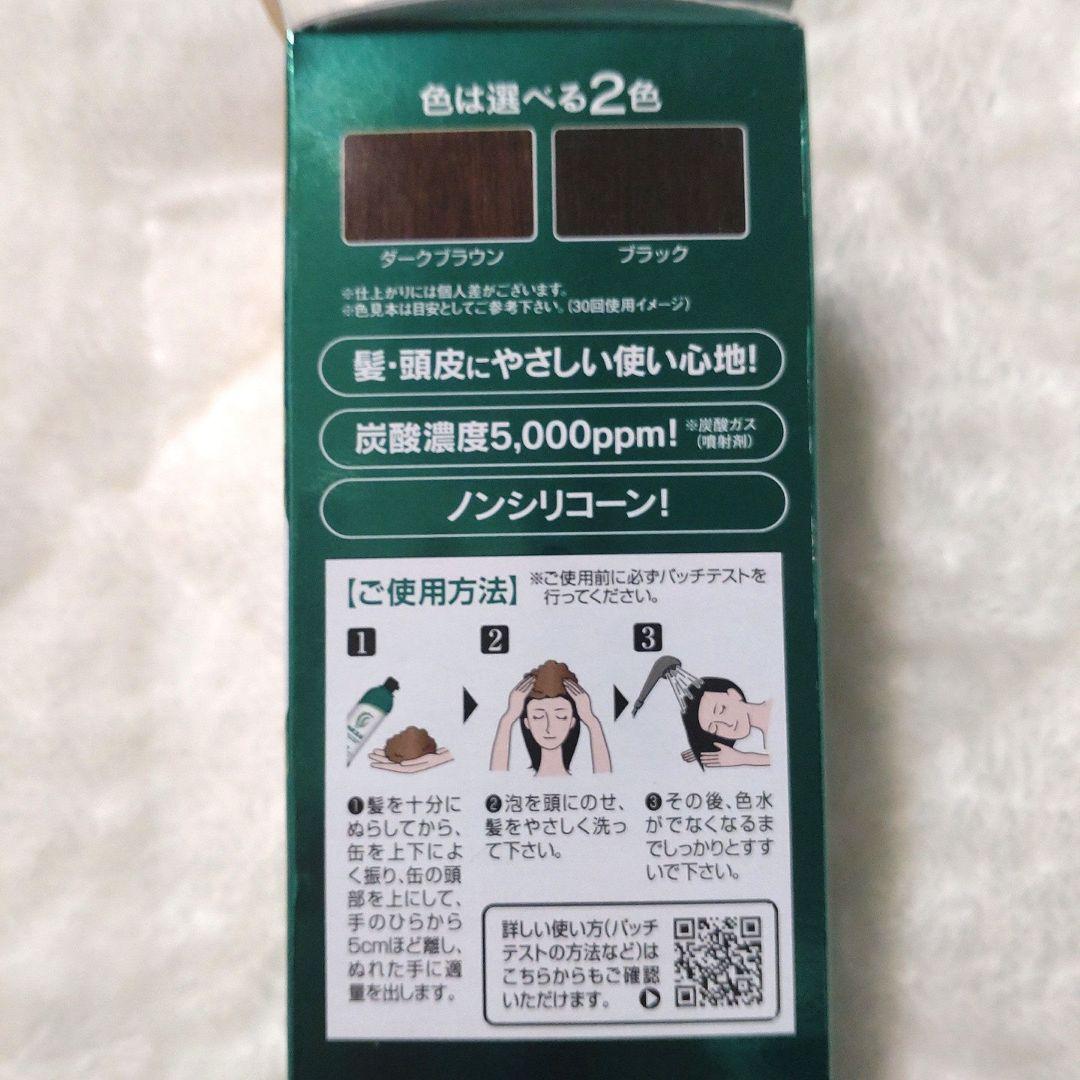 色は選べる2色
ダークブラウン
ブラック
※仕上がりには個人差がございます。
※色見本は目安としてご参考下さい。(30回使用イメージ)
髪・頭皮にやさしい使い心地!
炭酸濃度5,000ppm! ※炭酸ガス
(噴射剤)
ノンシリコーン!
【ご使用方法】 ※ご使用前に必ずパッチテストを
行ってください。
1
2
3
❶髪を十分に
ぬらしてから、
缶を上下によ
く振り、缶の頭
部を上にして、
手のひらから
5cmほど離し、
ぬれた手に適
量を出します。
❷泡を頭にのせ、
髪をやさしく洗っ
て下さい。
❸その後、色水
がでなくなるま
でしっかりとすす
いで下さい。
詳しい使い方(パッチ
テストの方法など)は
こちらからもご確認
いただけます。